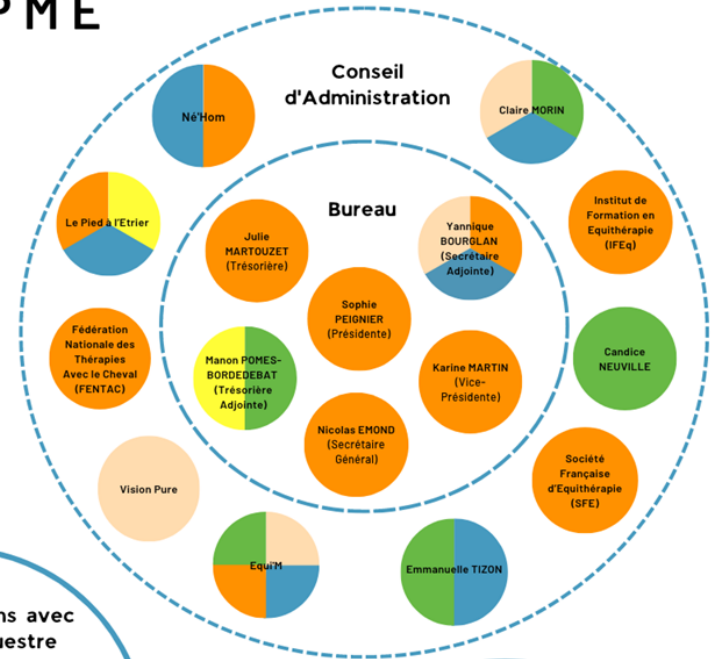 PME
Conseil
d'Administration
Né'Hom
Claire MORIN
Le Pied à l'Etrier
Institut de
Formation en
Equithérapie
(IFEq)
Bureau
Julie
MARTOUZET
(Trésorière)
Yannique
BOURGLAN
(Secrétaire
Adjointe)
Sophie
PEIGNIER
(Présidente)
Fédération
Nationale des
Thérapies
Avec le Cheval
(FENTAC)
Manon POMES-
BORDEDEBAT
(Trésorière
Adjointe)
Karine MARTIN
(Vice-
Présidente)
Candice
NEUVILLE
Nicolas EMOND
(Secrétaire
Général)
Vision Pure
Société
Française
d'Equithérapie
(SFE)
Equi'M
Emmanuelle TIZON
ns avec
uestre